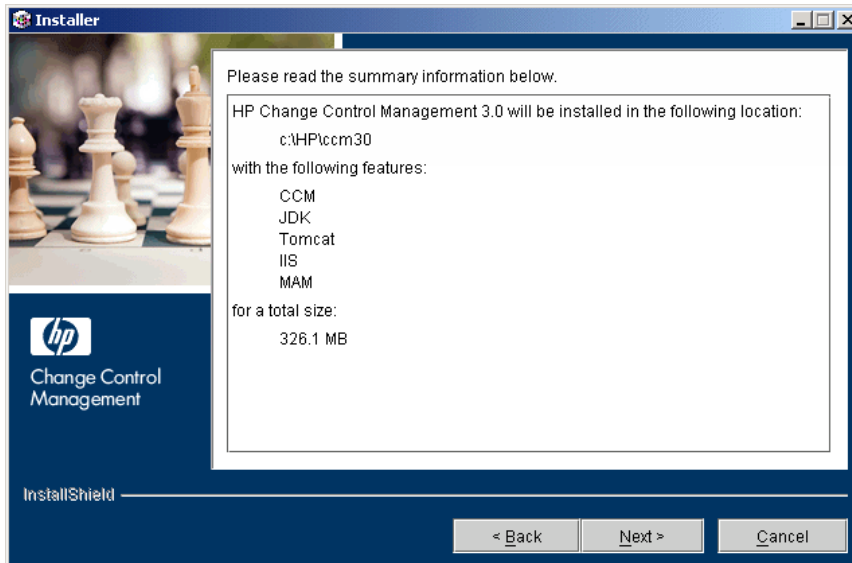 Installer
Please read the summary information below.
HP Change Control Management 3.0 will be installed in the following location:
c:\HP\ccm30
with the following features:
CCM
JDK
Tomcat
IIS
MAM
for a total size:
326.1 MB
hp
Change Control
Management
InstallShield
< Back
Next >
Cancel